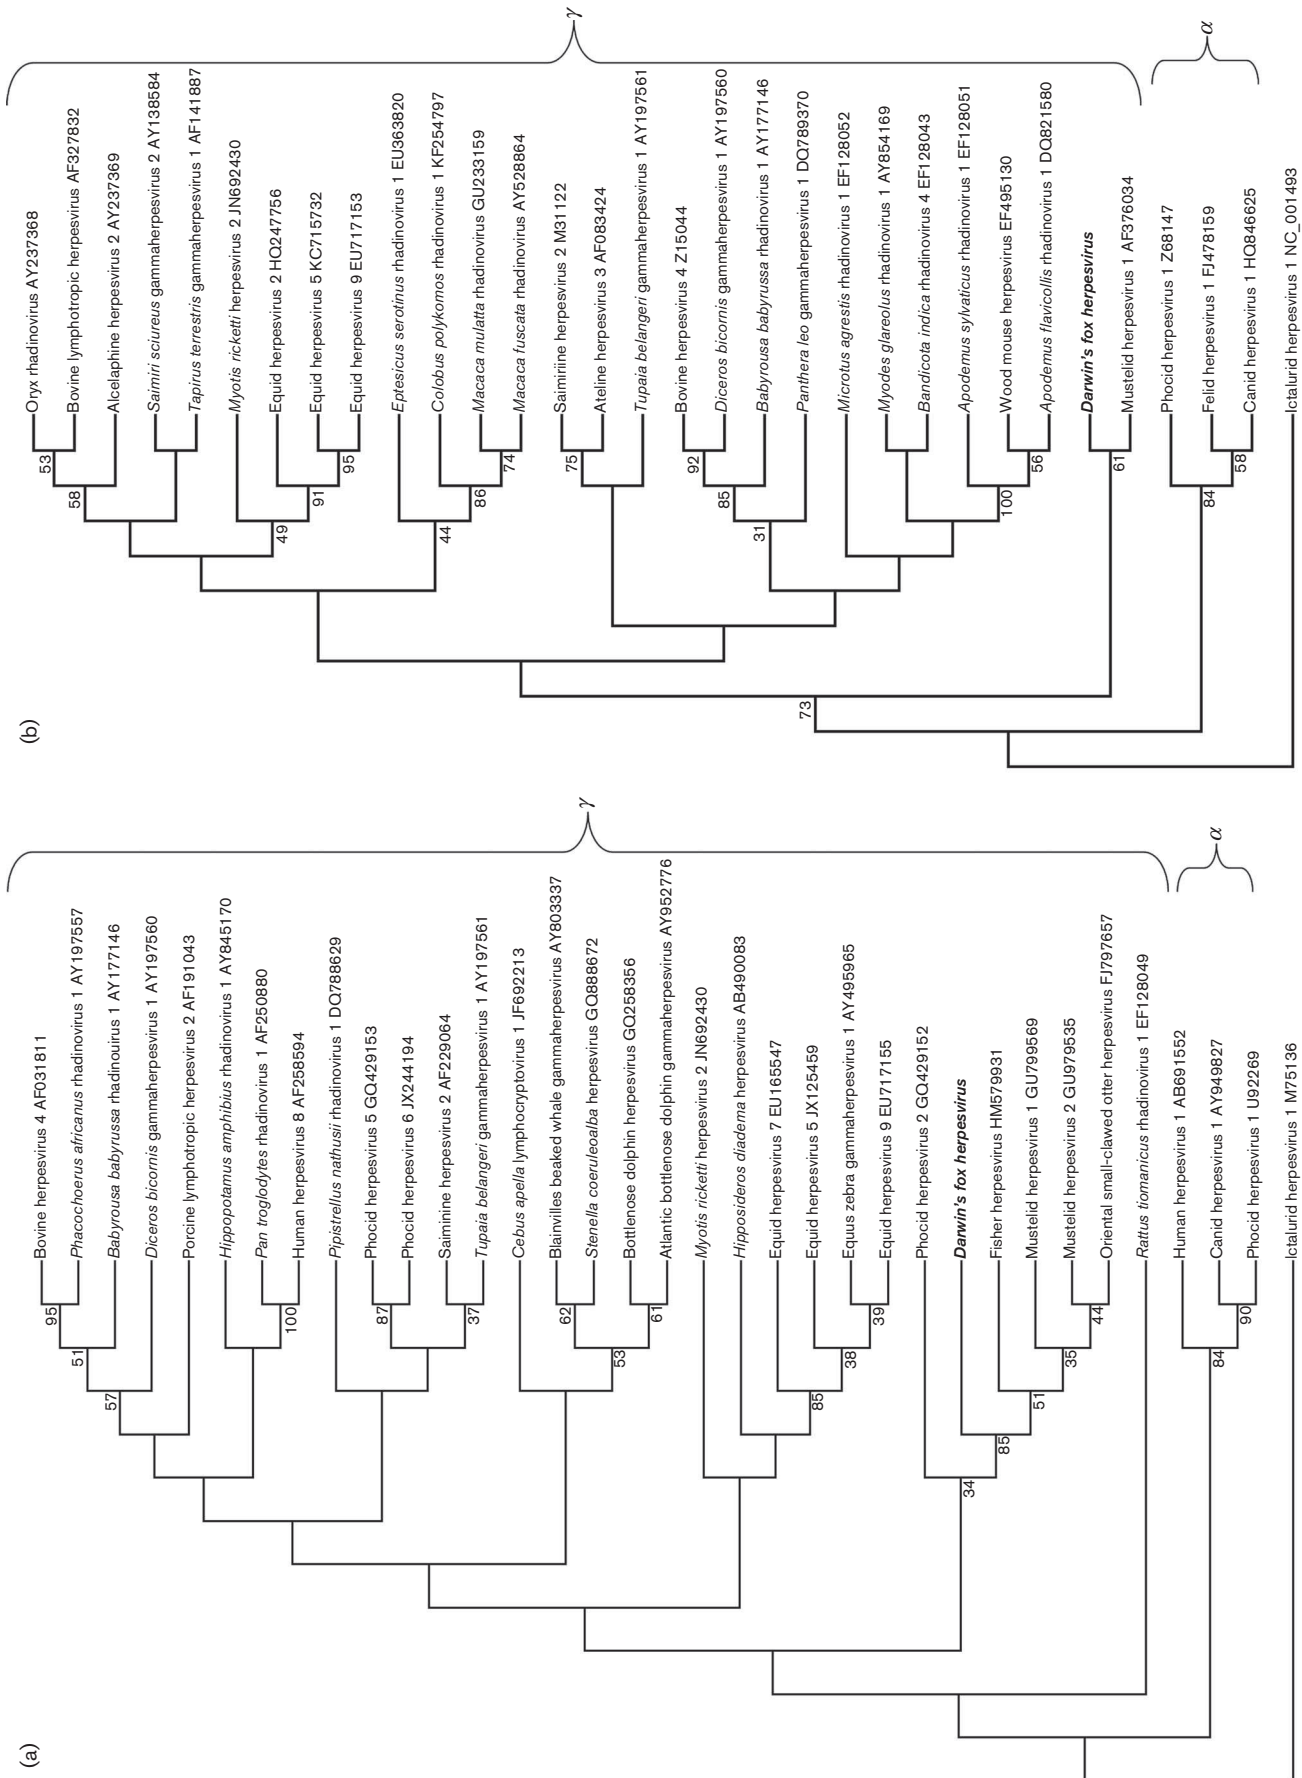 (a)
Bovine herpesvirus 4 AF031811
Phacochoerus africanus rhadinovirus 1 AY197557
Babyrousa babyrussa rhadinouirus 1 AY177146
Diceros bicornis gammaherpesvirus 1 AY197560
Porcine lymphotropic herpesvirus 2 AF191043
Hippopotamus amphibius rhadinovirus 1 AY845170
Pan troglodytes rhadinovirus 1 AF250880
Human herpesvirus 8 AF258594
Pipistrellus nathusii rhadinovirus 1 DQ788629
Phocid herpesvirus 5 GQ429153
Phocid herpesvirus 6 JX244194
Saiminine herpesvirus 2 AF229064
Tupaia belangeri gammaherpesvirus 1 AY197561
Cebus apella lymphocryptovirus 1 JF692213
Blainvilles beaked whale gammaherpesvirus AY803337
Stenella coeruleoalba herpesvirus GQ888672
Bottlenose dolphin herpesvirus GQ258356
Atlantic bottlenose dolphin gammaherpesvirus AY952776
Myotis ricketti herpesvirus 2 JN692430
Hipposideros diadema herpesvirus AB490083
Equid herpesvirus 7 EU165547
Equid herpesvirus 5 JX125459
Equus zebra gammaherpesvirus 1 AY495965
Equid herpesvirus 9 EU717155
Phocid herpesvirus 2 GQ429152
Darwin's fox herpesvirus
Fisher herpesvirus HM579931
Mustelid herpesvirus 1 GU799569
Mustelid herpesvirus 2 GU979535
Oriental small-clawed otter herpesvirus FJ797657
Rattus tiomanicus rhadinovirus 1 EF128049
Human herpesvirus 1 AB691552
Canid herpesvirus 1 AY949827
Phocid herpesvirus 1 U92269
Ictalurid herpesvirus 1 M75136
95
51
57
100
87
37
62
53
61
85
38
39
34
85
51
35
44
84
90
γ
α
(b)
Oryx rhadinovirus AY237368
Bovine lymphotropic herpesvirus AF327832
Alcelaphine herpesvirus 2 AY237369
Saimiri sciureus gammaherpesvirus 2 AY138584
Tapirus terrestris gammaherpesvirus 1 AF141887
Myotis ricketti herpesvirus 2 JN692430
Equid herpesvirus 2 HQ247756
Equid herpesvirus 5 KC715732
Equid herpesvirus 9 EU717153
Eptesicus serotinus rhadinovirus 1 EU363820
Colobus polykomos rhadinovirus 1 KF254797
Macaca mulatta rhadinovirus GU233159
Macaca fuscata rhadinovirus AY528864
Saimiriine herpesvirus 2 M31122
Ateline herpesvirus 3 AF083424
Tupaia belangeri gammaherpesvirus 1 AY197561
Bovine herpesvirus 4 Z15044
Diceros bicornis gammaherpesvirus 1 AY197560
Babyrousa babyrussa rhadinovirus 1 AY177146
Panthera leo gammaherpesvirus 1 DQ789370
Microtus agrestis rhadinovirus 1 EF128052
Myodes glareolus rhadinovirus 1 AY854169
Bandicota indica rhadinovirus 4 EF128043
Apodemus sylvaticus rhadinovirus 1 EF128051
Wood mouse herpesvirus EF495130
Apodemus flavicollis rhadinovirus 1 DQ821580
Darwin's fox herpesvirus
Mustelid herpesvirus 1 AF376034
Phocid herpesvirus 1 Z68147
Felid herpesvirus 1 FJ478159
Canid herpesvirus 1 HQ846625
Ictalurid herpesvirus 1 NC_001493
53
58
49
91
95
44
86
74
75
92
85
31
100
56
61
73
84
58
γ
α